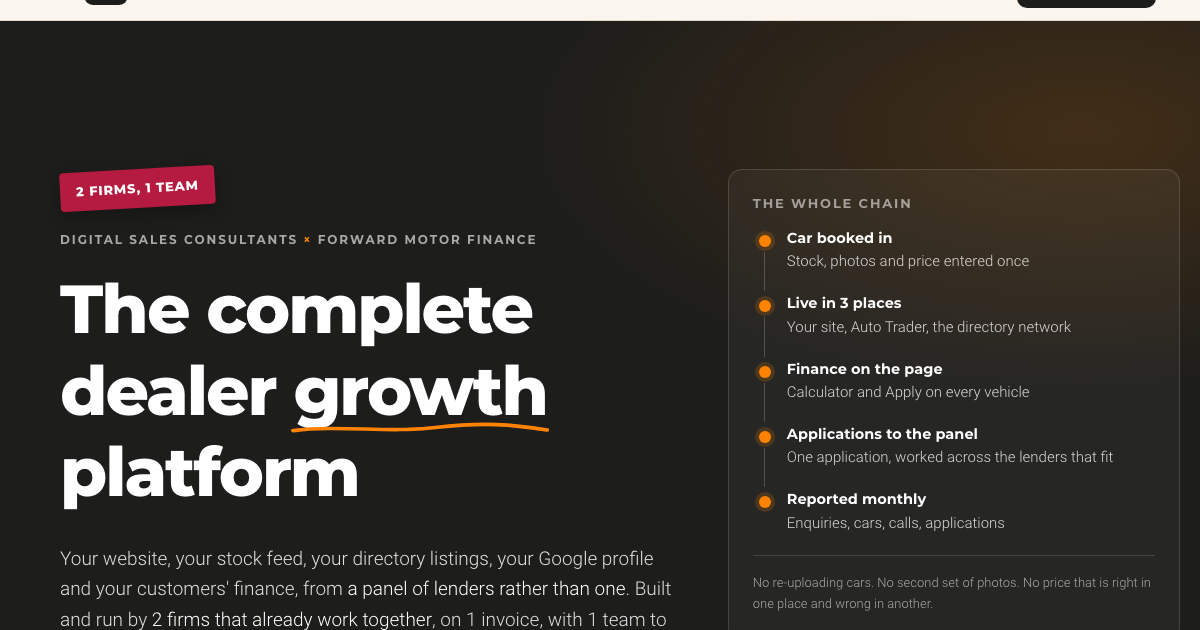 2 FIRMS, 1 TEAM
DIGITAL SALES CONSULTANTS × FORWARD MOTOR FINANCE
The complete
dealer growth
platform
Your website, your stock feed, your directory listings, your Google profile
and your customers' finance, from a panel of lenders rather than one. Built
and run by 2 firms that already work together, on 1 invoice, with 1 team to
THE WHOLE CHAIN
Car booked in
Stock, photos and price entered once
Live in 3 places
Your site, Auto Trader, the directory network
Finance on the page
Calculator and Apply on every vehicle
Applications to the panel
One application, worked across the lenders that fit
Reported monthly
Enquiries, cars, calls, applications
No re-uploading cars. No second set of photos. No price that is right in
one place and wrong in another.